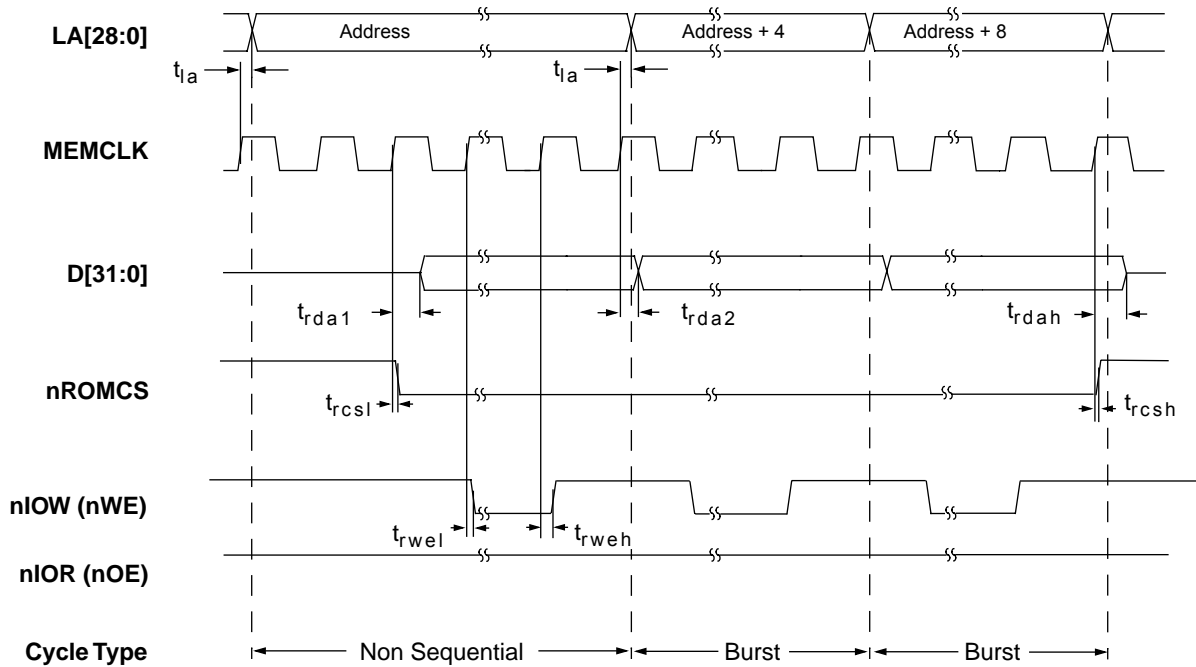 LA[28:0] Address Address + 4 Address + 8
tla tla
MEMCLK
D[31:0]
trda1 trda2 trdah
nROMCS
trcsl trcsh
nIOW (nWE)
trwel trweh
nIOR (nOE)
Cycle Type Non Sequential Burst Burst